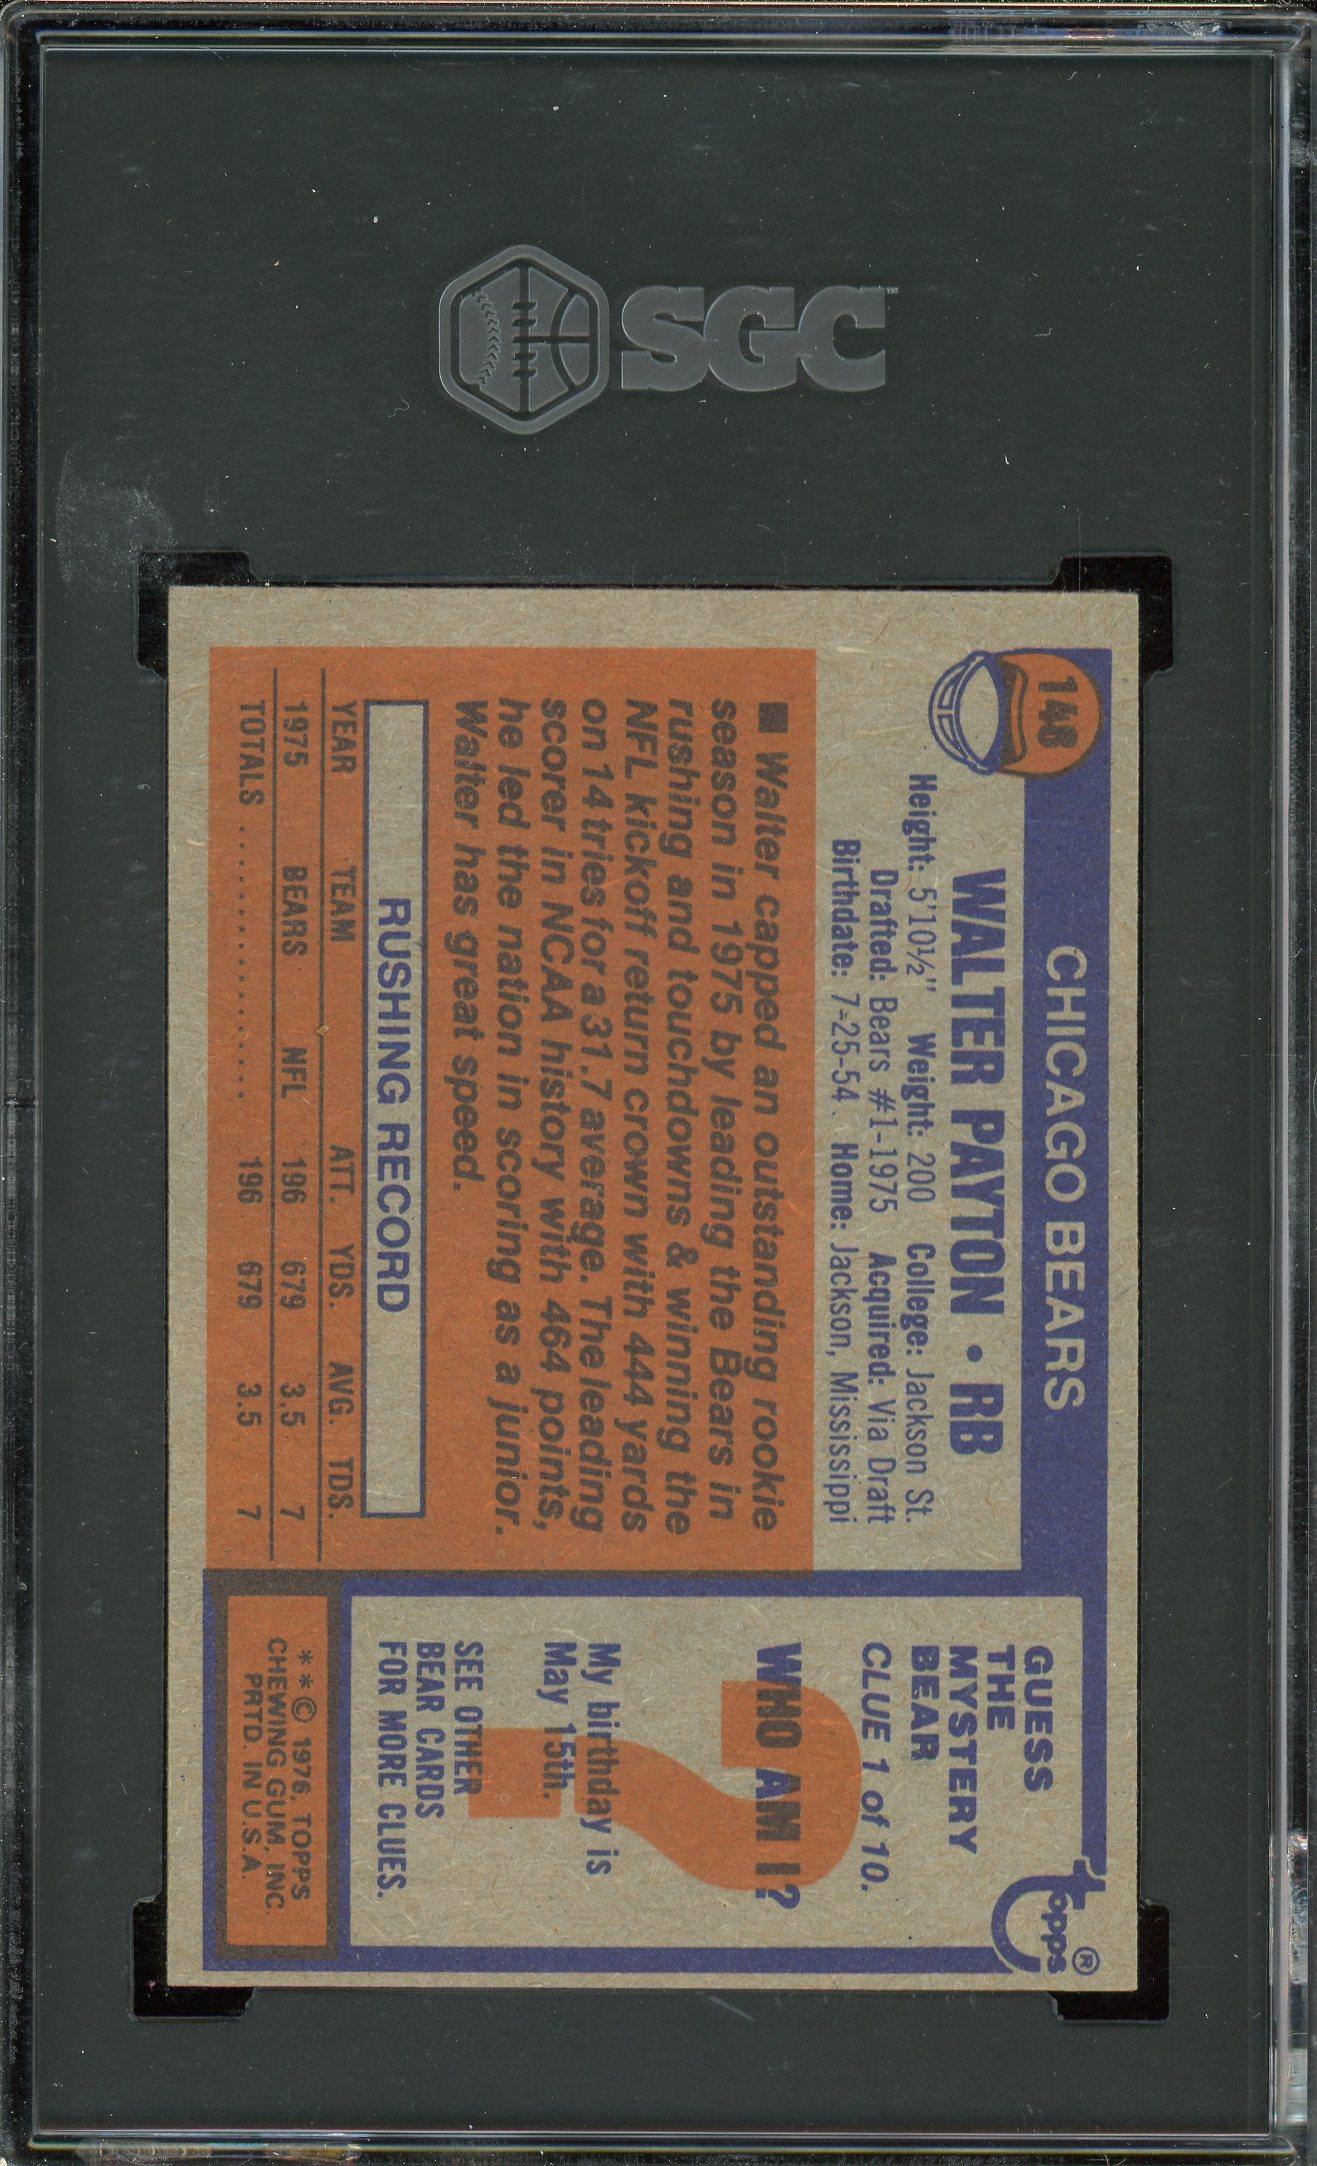 SGC
148
CHICAGO BEARS
WALTER PAYTON • RB
Height: 5'10½" Weight: 200 College: Jackson St.
Drafted: Bears #1-1975 Acquired: Via Draft
Birthdate: 7-25-54 Home: Jackson, Mississippi
■ Walter capped an outstanding rookie
season in 1975 by leading the Bears in
rushing and touchdowns & winning the
NFL kickoff return crown with 444 yards
on 14 tries for a 31.7 average. The leading
scorer in NCAA history with 464 points,
he led the nation in scoring as a junior.
Walter has great speed.
RUSHING RECORD
YEAR TEAM ATT. YDS. AVG. TDS.
1975 BEARS NFL 196 679 3.5 7
TOTALS .................... 196 679 3.5 7
topps®
GUESS
THE
MYSTERY
BEAR
CLUE 1 of 10.
WHO AM I?
My birthday is
May 15th.
SEE OTHER
BEAR CARDS
FOR MORE CLUES.
**© 1976, TOPPS
CHEWING GUM, INC.
PRTD. IN U.S.A.